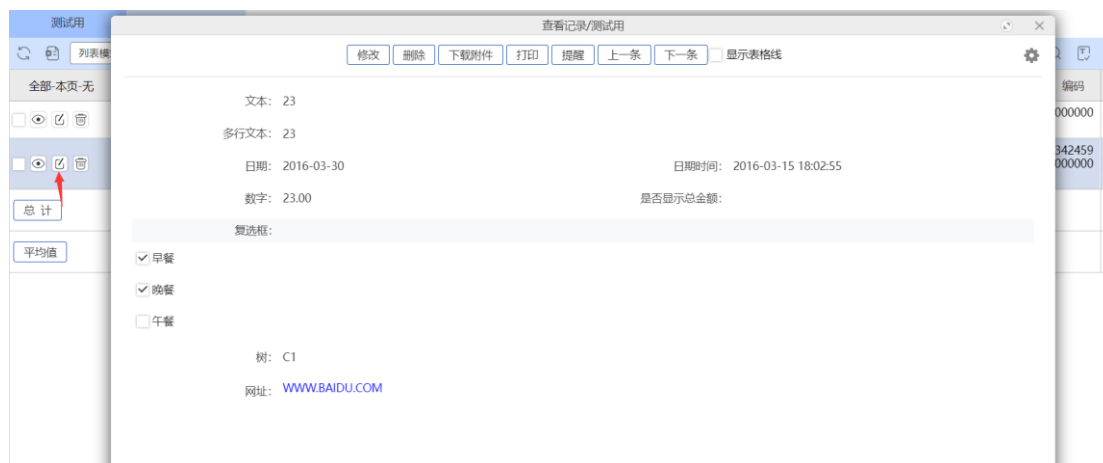 测试用
查看记录/测试用
列表模
修改 删除 下载附件 打印 提醒 上一条 下一条 显示表格线
全部-本页-无
编码
文本: 23
000000
多行文本: 23
日期: 2016-03-30 日期时间: 2016-03-15 18:02:55
342459
000000
数字: 23.00 是否显示总金额:
总 计
复选框:
平均值
早餐
晚餐
午餐
树: C1
网址: WWW.BAIDU.COM